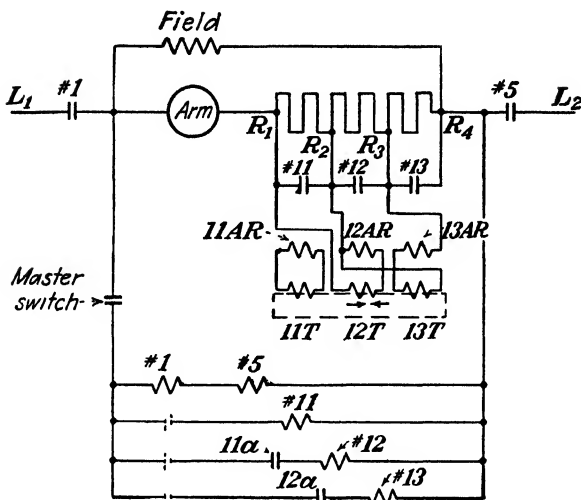 Field
L1 #1 Arm #5 L2
R1 R2 R3 R4
#11 #12 #13
11AR 12AR 13AR
Master
switch
11T 12T 13T
#1 #5
#11
11a #12
12a #13